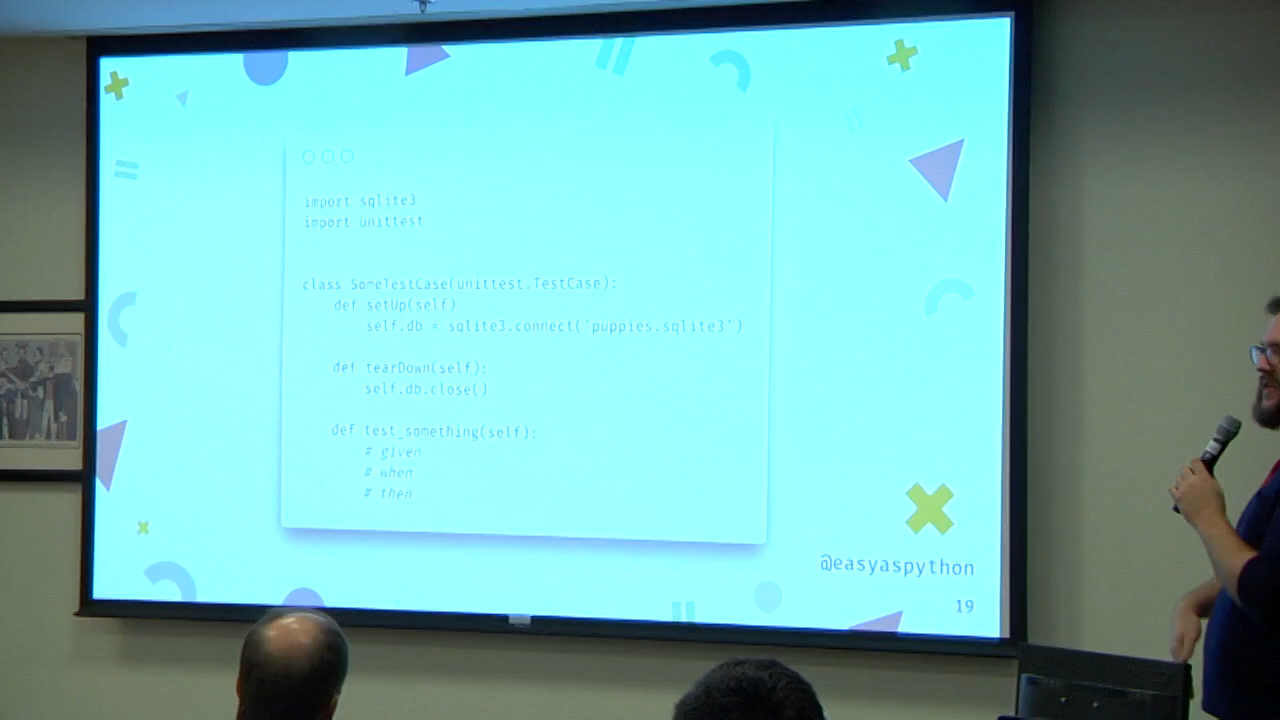 import sqlite3
import unittest
class SomeTestCase(unittest.TestCase):
def setUp(self)
self.db = sqlite3.connect('puppies.sqlite3')
def tearDown(self):
self.db.close()
def test_something(self):
# given
# when
# then
@easyaspython
19